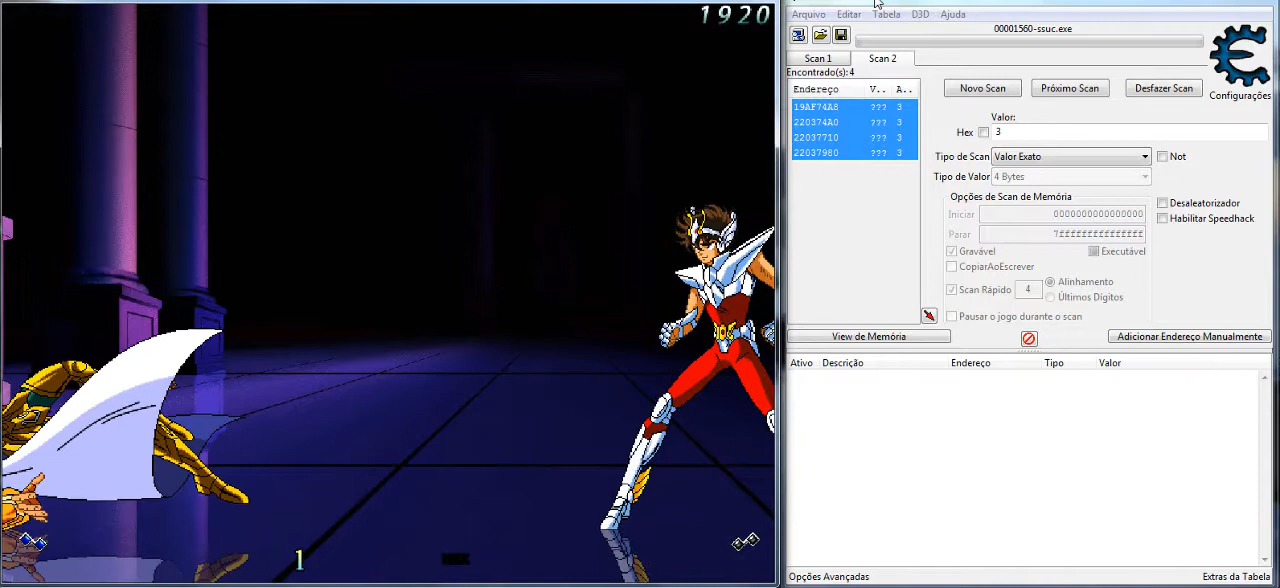 1920
1
Arquivo Editar Tabela D3D Ajuda
00001560-ssuc.exe
Scan 1 Scan 2
Encontrado(s):4
Endereço V.. A..
19AF74A8 ??? 3
220374A0 ??? 3
22037710 ??? 3
22037980 ??? 3
Novo Scan Próximo Scan Desfazer Scan
Configurações
Valor:
Hex 3
Tipo de Scan Valor Exato Not
Tipo de Valor 4 Bytes
Opções de Scan de Memória
Iniciar 0000000000000000
Parar 7fffffffffffffff
Gravável Executável
CopiarAoEscrever
Scan Rápido 4 Alinhamento
Últimos Dígitos
Pausar o jogo durante o scan
Desaleatorizador
Habilitar Speedhack
View de Memória Adicionar Endereço Manualmente
Ativo Descrição Endereço Tipo Valor
Opções Avançadas Extras da Tabela